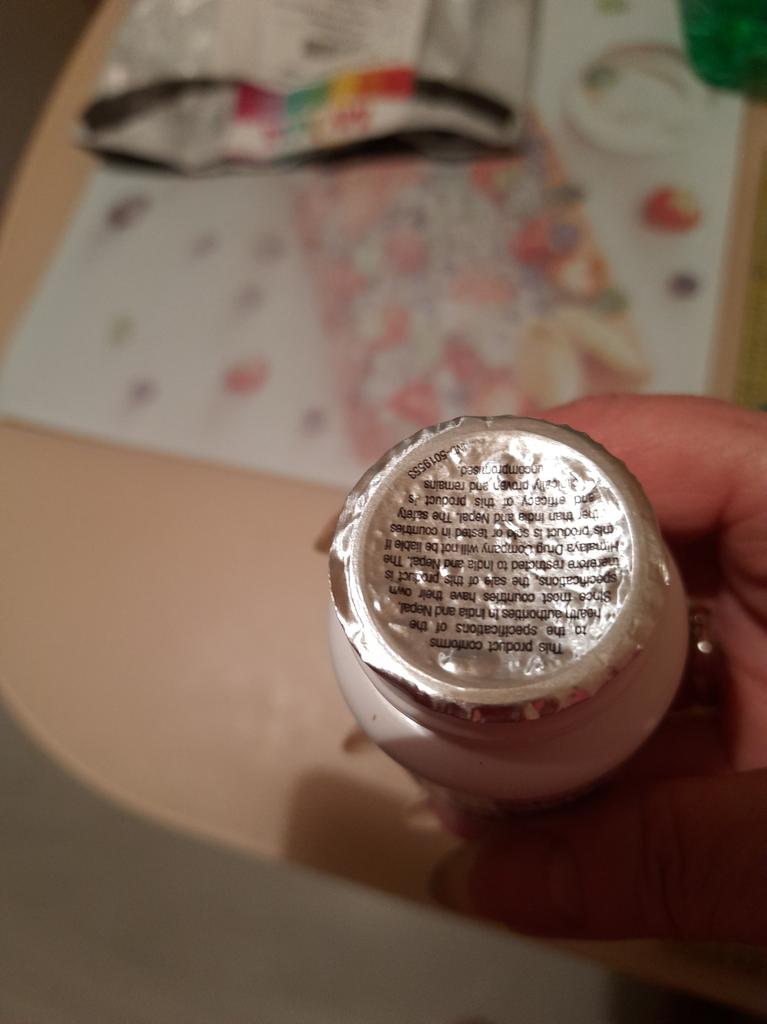 This product conforms
to the specifications of the
health authorities in India and Nepal.
Since most countries have their own
specifications, the sale of this product is
therefore restricted to India and Nepal. The
Himalaya Drug Company will not be liable if
this product is sold or tested in countries
other than India and Nepal. The safety
and efficacy of this product is
clinically proven and remains
uncompromised.